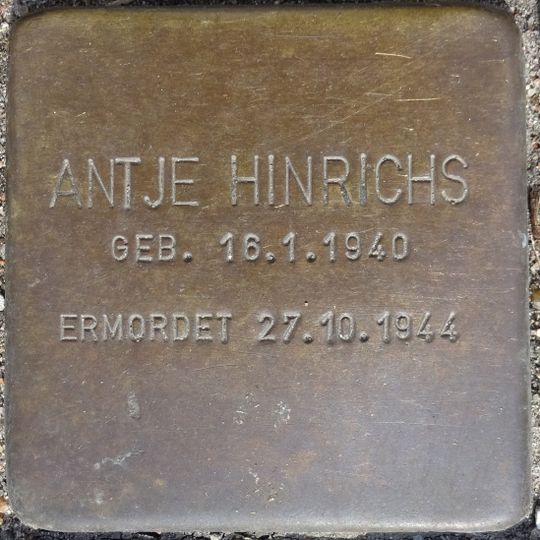 ANTJE HINRICHS
GEB. 16.1.1940
ERMORDET 27.10.1944